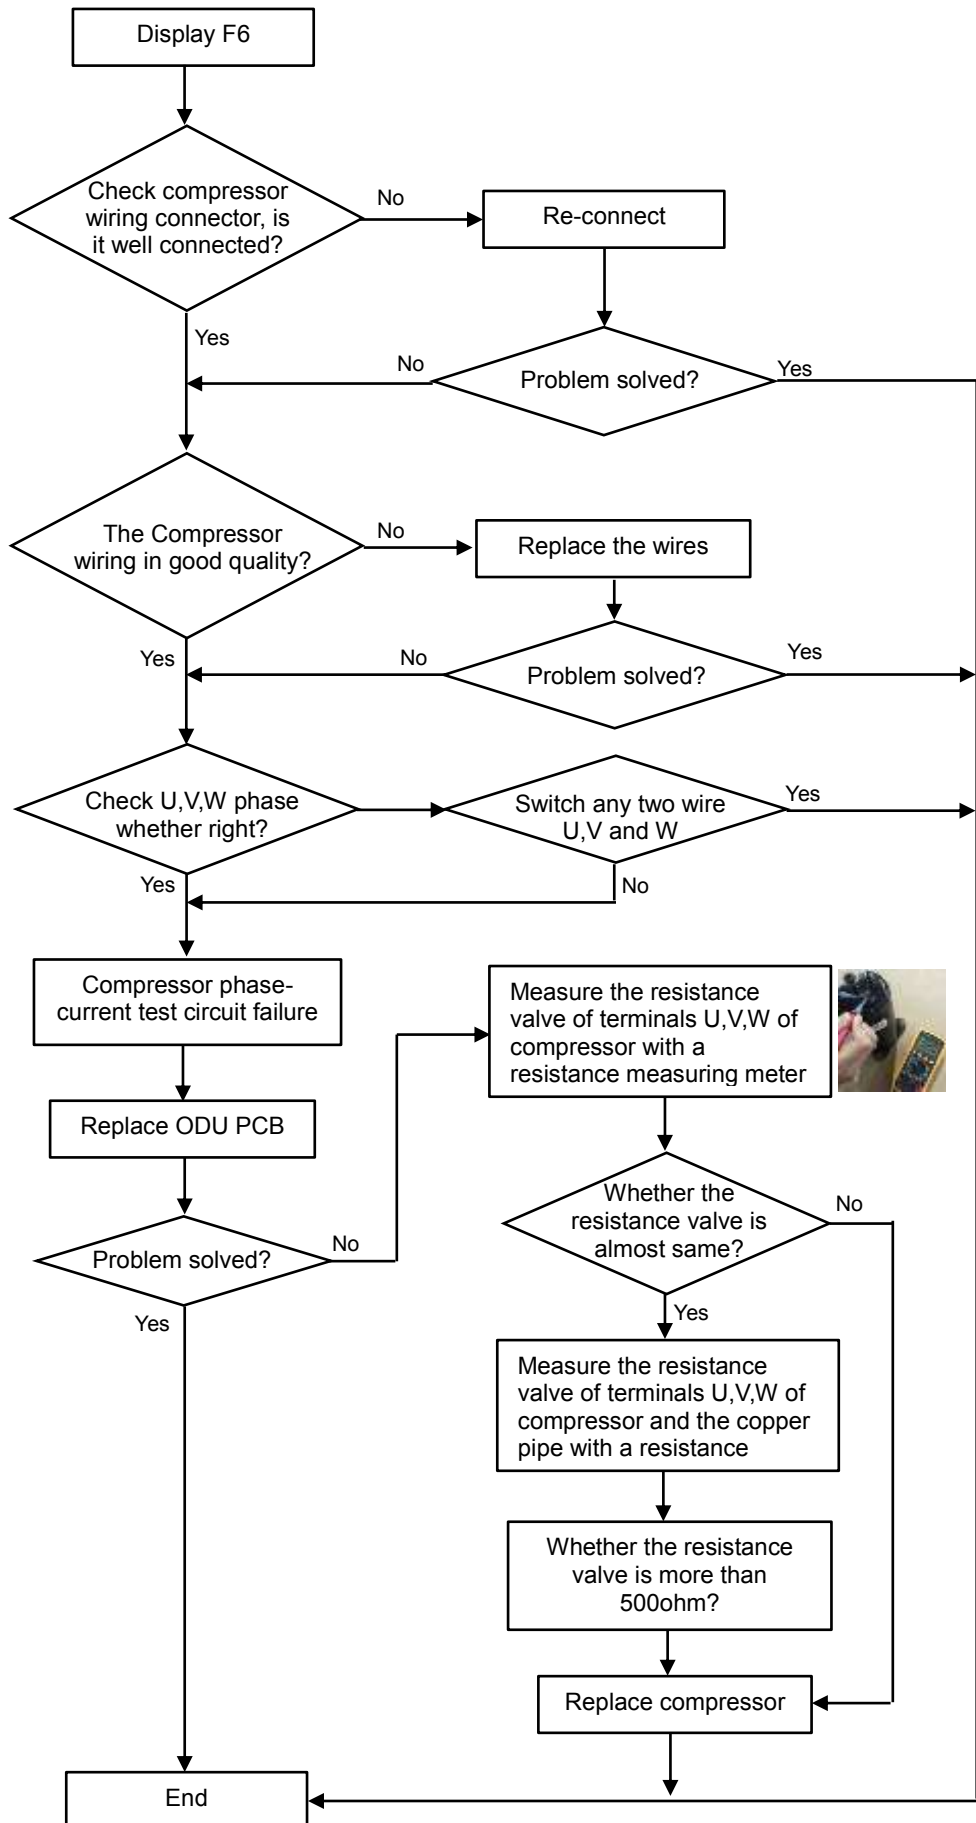 Display F6
Check compressor
wiring connector, is
it well connected?
No
Re-connect
Yes
Problem solved?
No
Yes
The Compressor
wiring in good quality?
No
Replace the wires
Yes
Problem solved?
No
Yes
Check U,V,W phase
whether right?
Switch any two wire
U,V and W
Yes
No
Yes
Compressor phase-
current test circuit failure
Replace ODU PCB
Problem solved?
No
Yes
Measure the resistance
valve of terminals U,V,W of
compressor with a
resistance measuring meter
Whether the
resistance valve is
almost same?
No
Yes
Measure the resistance
valve of terminals U,V,W of
compressor and the copper
pipe with a resistance
Whether the resistance
valve is more than
500ohm?
Replace compressor
End